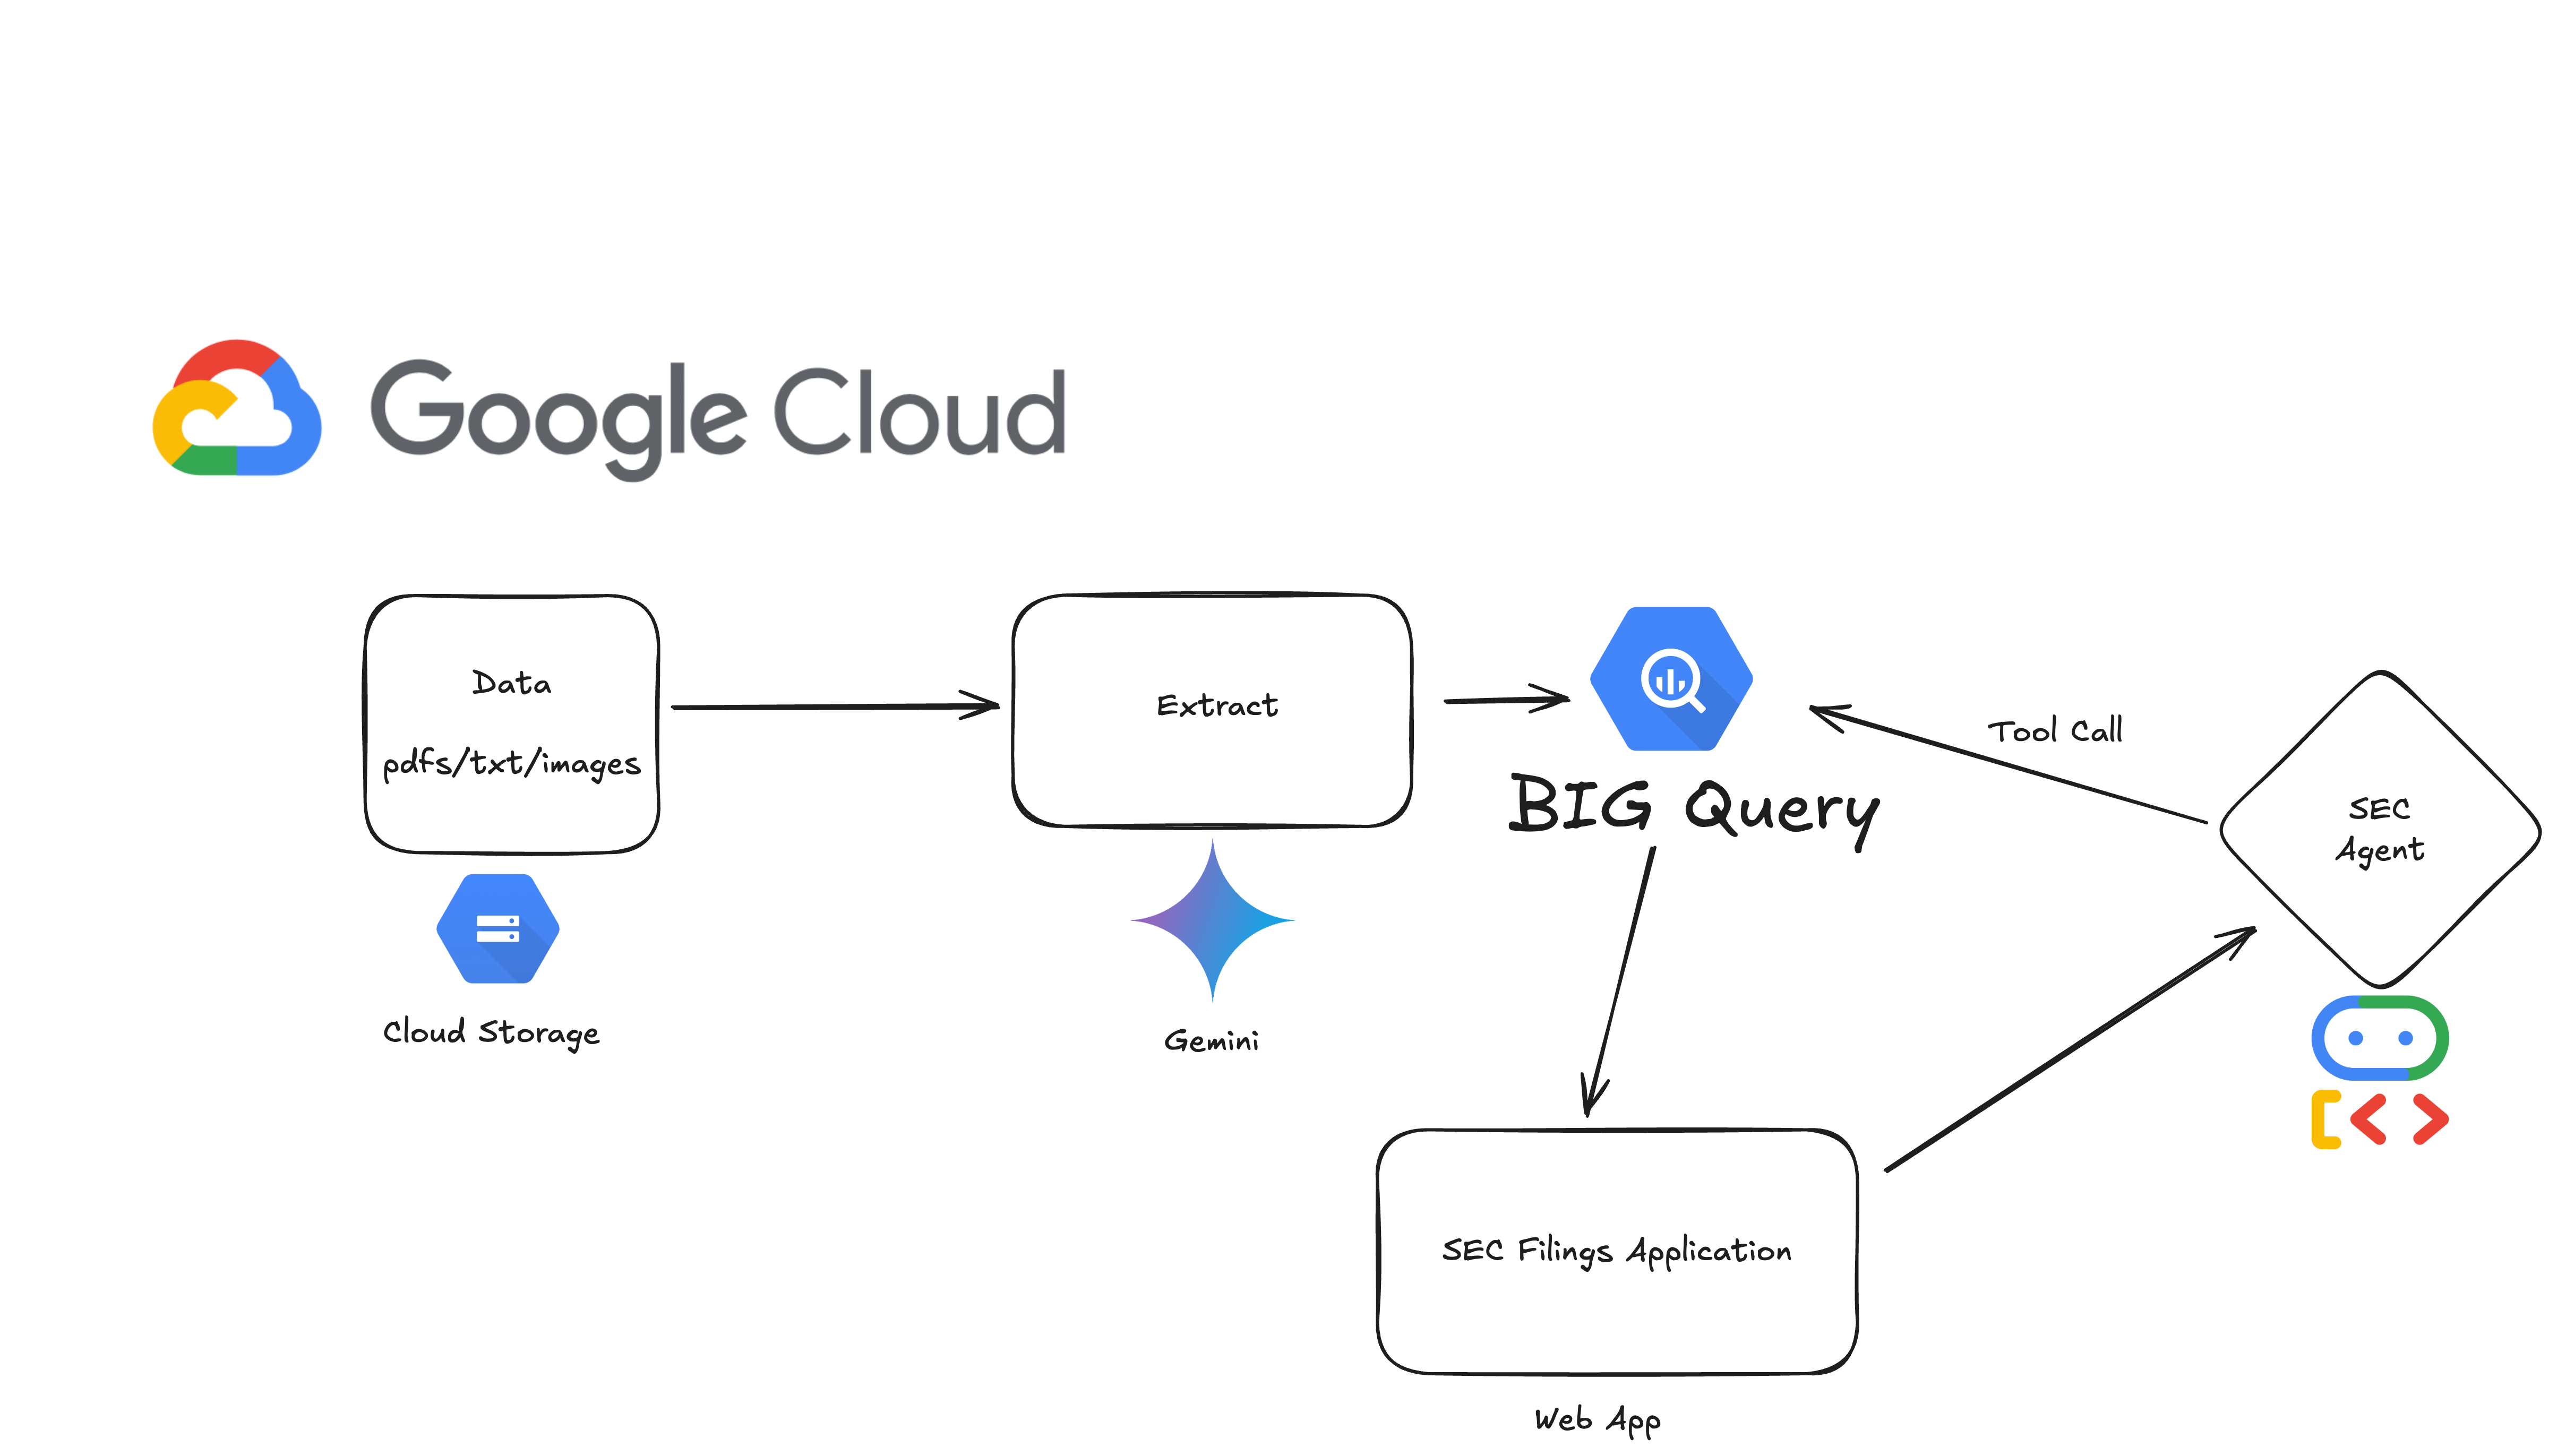 Google Cloud
Data
pdfs/txt/images
Cloud Storage
Extract
Gemini
BIG Query
Tool Call
SEC
Agent
SEC Filings Application
Web App